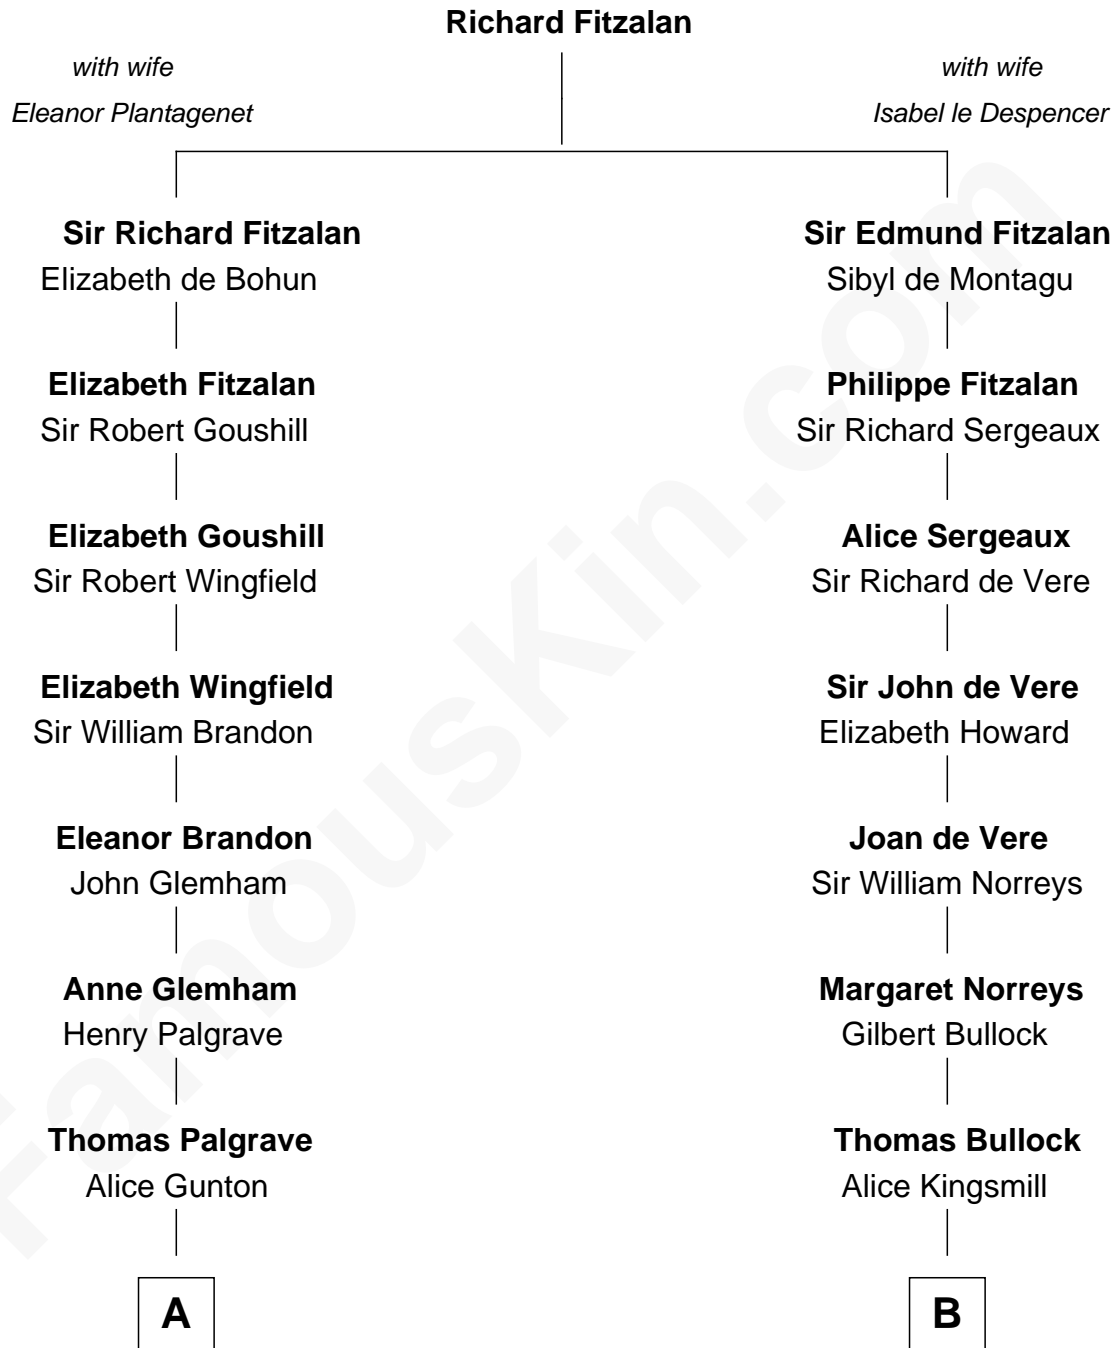 Richard Fitzalan
with wife
Eleanor Plantagenet
with wife
Isabel le Despencer
Sir Richard Fitzalan
Elizabeth de Bohun
Sir Edmund Fitzalan
Sibyl de Montagu
Elizabeth Fitzalan
Sir Robert Goushill
Philippe Fitzalan
Sir Richard Sergeaux
Elizabeth Goushill
Sir Robert Wingfield
Alice Sergeaux
Sir Richard de Vere
Elizabeth Wingfield
Sir William Brandon
Sir John de Vere
Elizabeth Howard
Eleanor Brandon
John Glemham
Joan de Vere
Sir William Norreys
Anne Glemham
Henry Palgrave
Margaret Norreys
Gilbert Bullock
Thomas Palgrave
Alice Gunton
Thomas Bullock
Alice Kingsmill
A
B
FamousKin.com